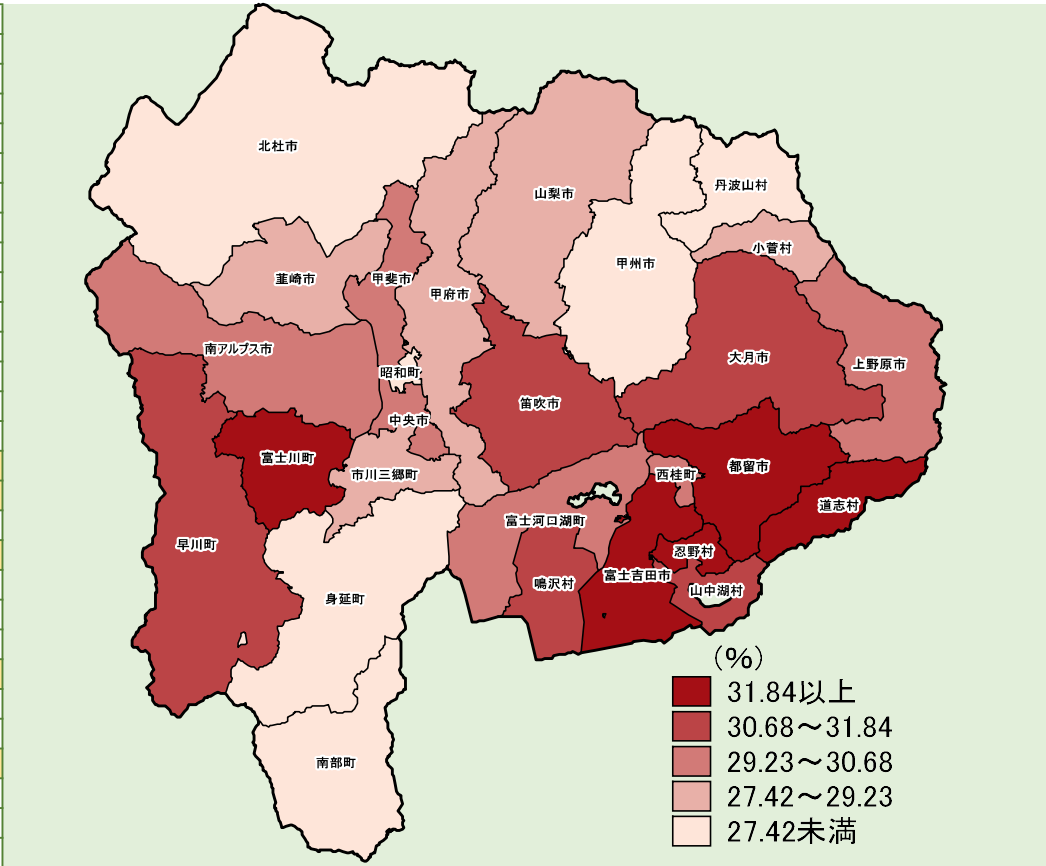 北杜市
丹波山村
山梨市
小菅村
甲州市
韮崎市
甲斐市
甲府市
南アルプス市
大月市
上野原市
昭和町
笛吹市
中央市
富士川町
都留市
市川三郷町
西桂町
道志村
富士河口湖町
早川町
忍野村
富士吉田市
鳴沢村
山中湖村
身延町
南部町
(%)
31.84以上
30.68～31.84
29.23～30.68
27.42～29.23
27.42未満